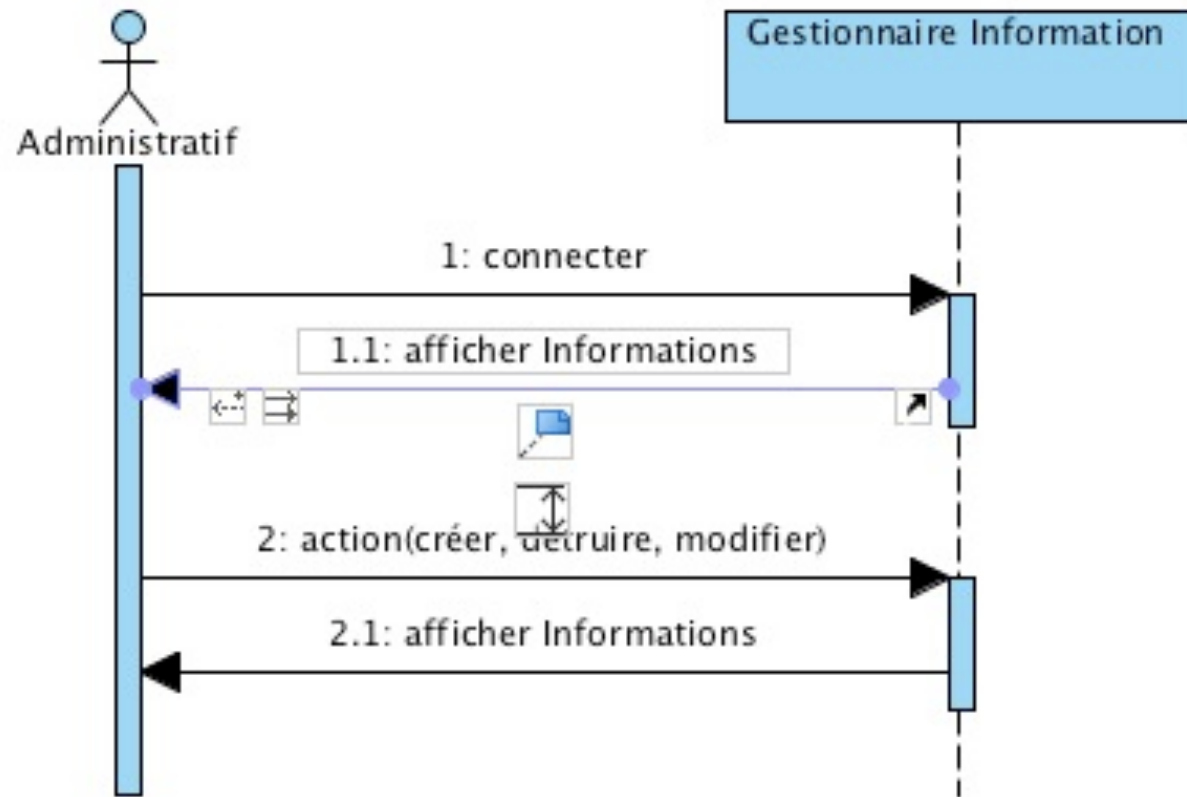 Gestionnaire Information
Administratif
1: connecter
1.1: afficher Informations
2: action(créer, détruire, modifier)
2.1: afficher Informations